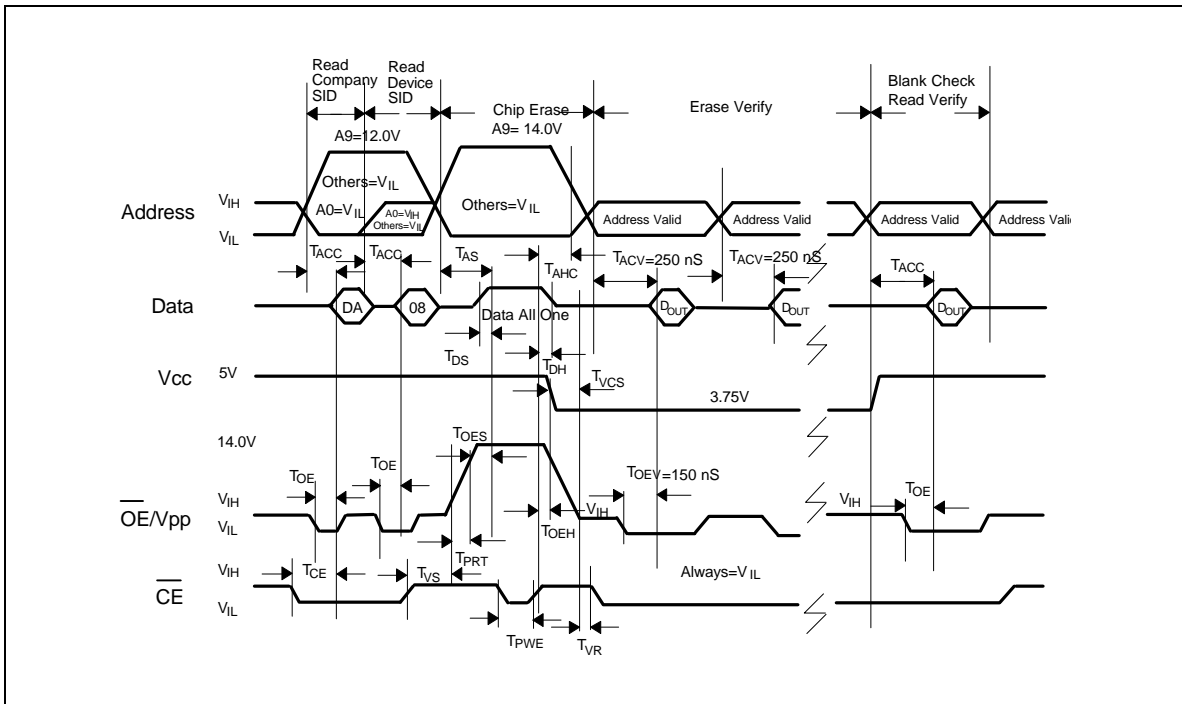 Read
Company
SID
Read
Device
SID
Chip Erase
Erase Verify
Blank Check
Read Verify
A9=12.0V
A9= 14.0V
Others=VIL
Address
VIH
VIL
A0=VIL
A0=VIH
Others=VIL
Others=VIL
Address Valid
Address Valid
Address Valid
Address Valid
TACC
TACC
TAS
TAHC
TACV=250 nS
TACV=250 nS
TACC
Data
DA
08
Data All One
DOUT
DOUT
DOUT
TDS
TDH
TVCS
Vcc
5V
3.75V
14.0V
TOES
TOE
TOE
TOEV=150 nS
TOE
OE/Vpp
VIH
VIL
VIH
VIH
TOEH
TPRT
CE
VIH
VIL
TCE
TVS
Always=VIL
TPWE
TVR